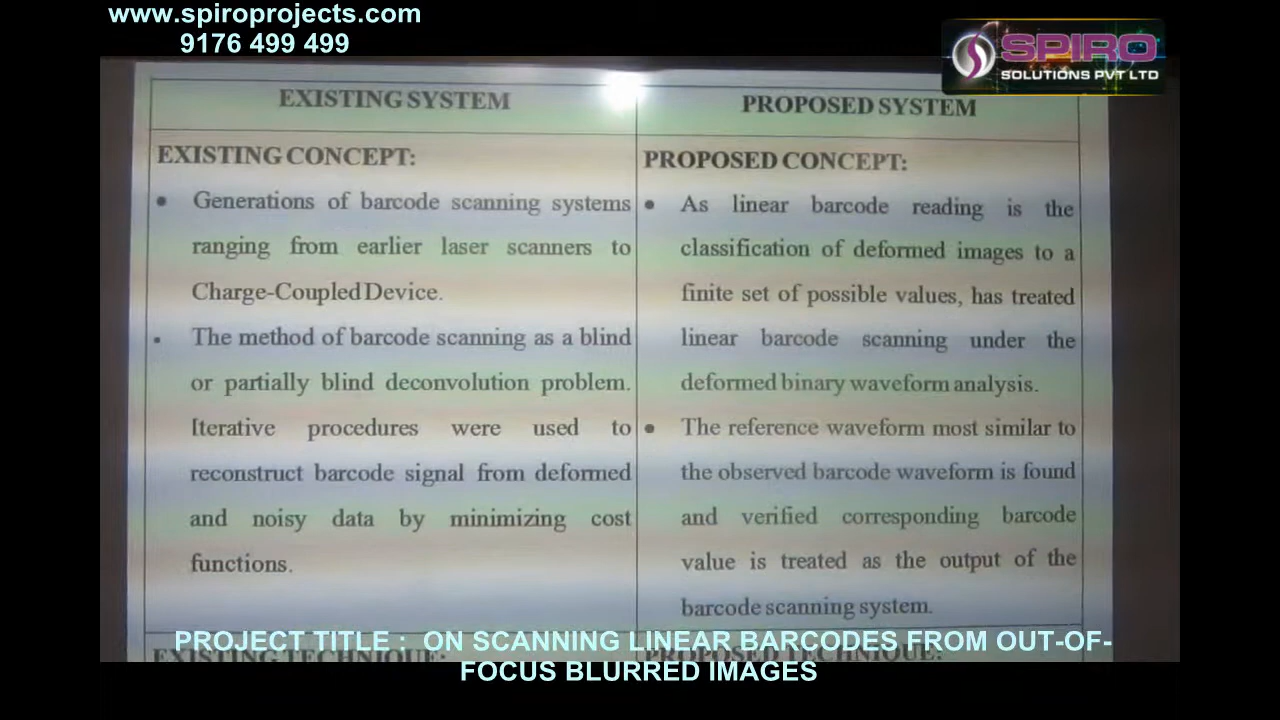 www.spiroprojects.com
9176 499 499
SPIRO
SOLUTIONS PVT LTD
EXISTING SYSTEM
PROPOSED SYSTEM
EXISTING CONCEPT:
• Generations of barcode scanning systems
ranging from earlier laser scanners to
Charge-Coupled Device.
• The method of barcode scanning as a blind
or partially blind deconvolution problem.
Iterative procedures were used to
reconstruct barcode signal from deformed
and noisy data by minimizing cost
functions.
PROPOSED CONCEPT:
• As linear barcode reading is the
classification of deformed images to a
finite set of possible values, has treated
linear barcode scanning under the
deformed binary waveform analysis.
• The reference waveform most similar to
the observed barcode waveform is found
and verified corresponding barcode
value is treated as the output of the
barcode scanning system.
EXISTING TECHNIQUE:
PROPOSED TECHNIQUE:
PROJECT TITLE : ON SCANNING LINEAR BARCODES FROM OUT-OF-
FOCUS BLURRED IMAGES